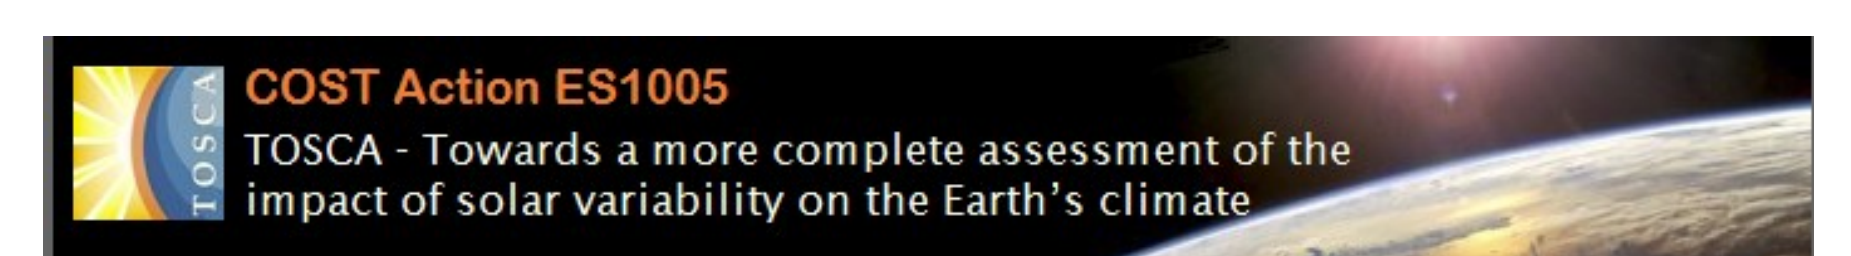 TOSCA
COST Action ES1005
TOSCA - Towards a more complete assessment of the
impact of solar variability on the Earth's climate